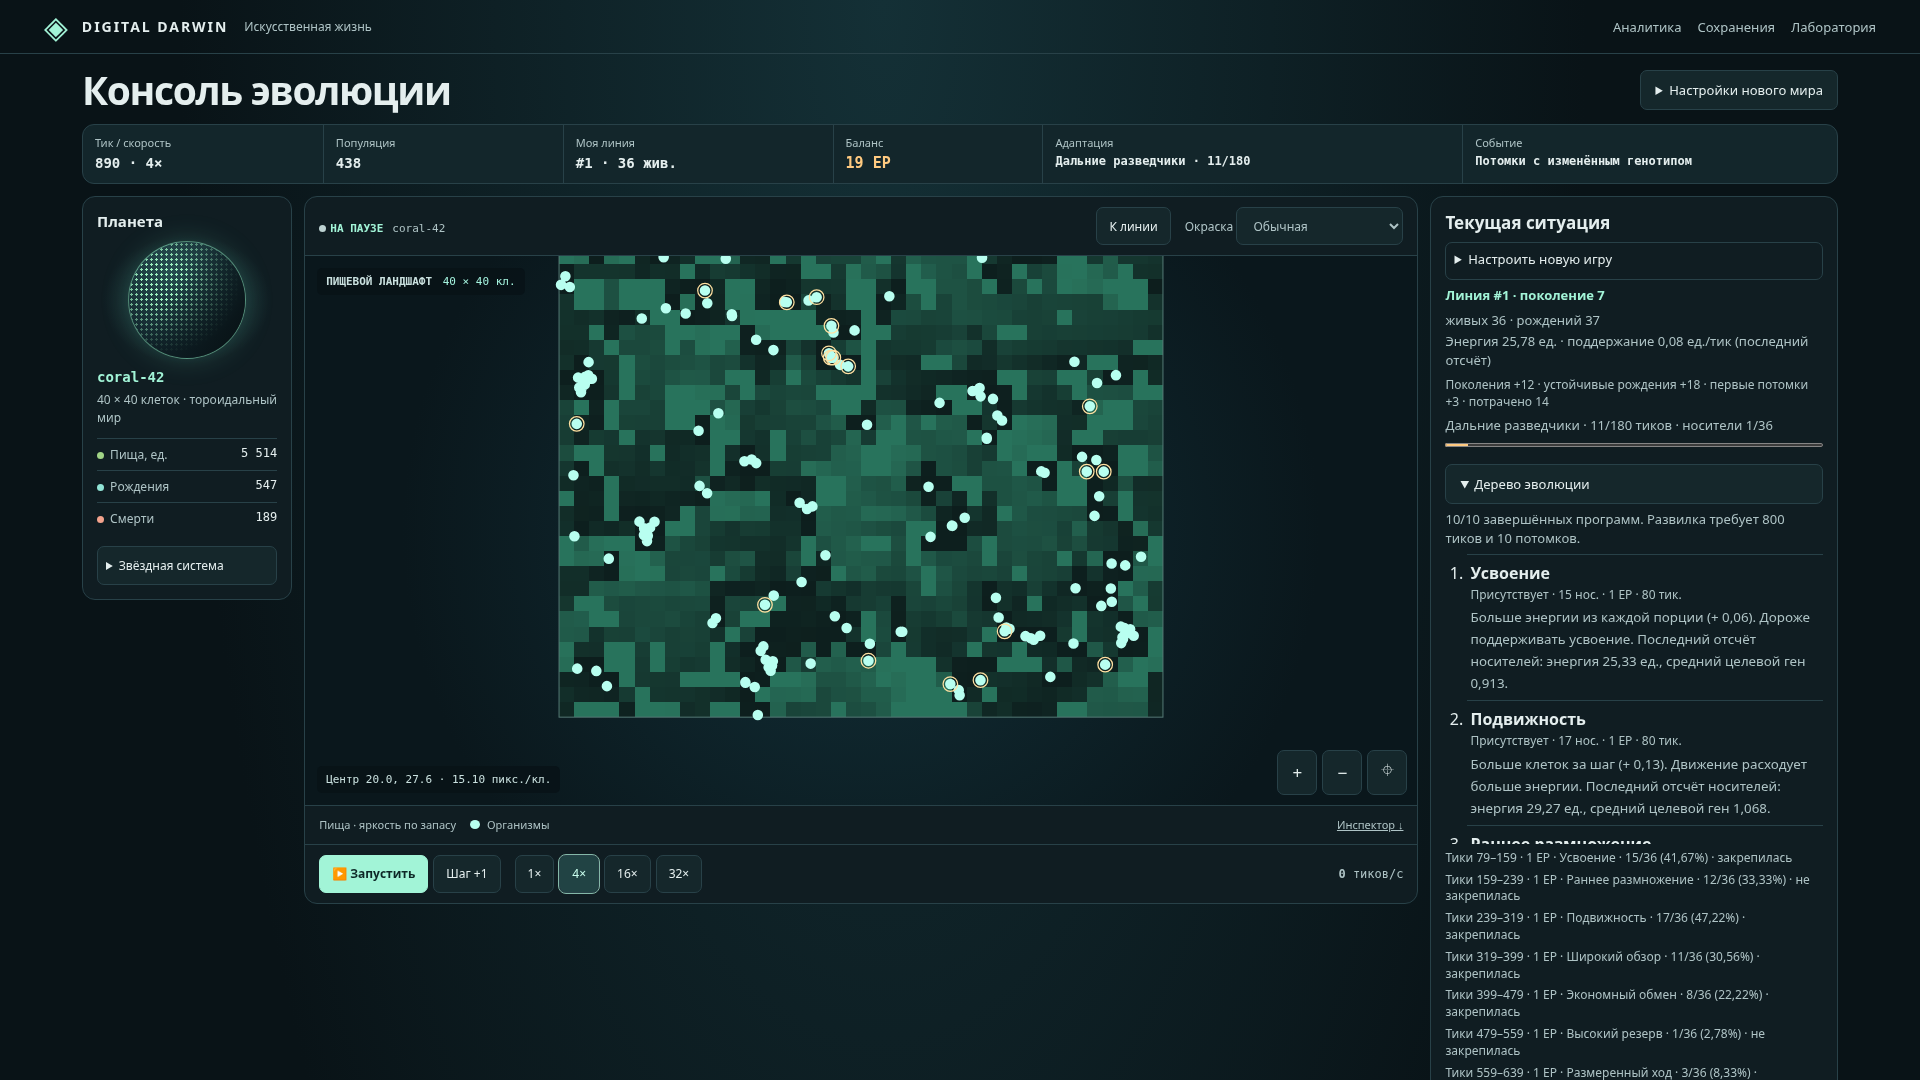 DIGITAL DARWIN
Искусственная жизнь
Аналитика
Сохранения
Лаборатория
Консоль эволюции
▶ Настройки нового мира
Тик / скорость
890 · 4×
Популяция
438
Моя линия
#1 · 36 жив.
Баланс
19 EP
Адаптация
Дальние разведчики · 11/180
Событие
Потомки с изменённым генотипом
Планета
coral-42
40 × 40 клеток · тороидальный
мир
Пища, ед. 5 514
Рождения 547
Смерти 189
▶ Звёздная система
НА ПАУЗЕ coral-42
К линии
Окраска
Обычная
ПИЩЕВОЙ ЛАНДШАФТ 40 × 40 кл.
Центр 20.0, 27.6 · 15.10 пикс./кл.
+
−
Пища · яркость по запасу
Организмы
Инспектор ↓
Запустить
Шаг +1
1×
4×
16×
32×
0 тиков/с
Текущая ситуация
▶ Настроить новую игру
Линия #1 · поколение 7
живых 36 · рождений 37
Энергия 25,78 ед. · поддержание 0,08 ед./тик (последний
отсчёт)
Поколения +12 · устойчивые рождения +18 · первые потомки
+3 · потрачено 14
Дальние разведчики · 11/180 тиков · носители 1/36
▼ Дерево эволюции
10/10 завершённых программ. Развилка требует 800
тиков и 10 потомков.
1. Усвоение
Присутствует · 15 нос. · 1 EP · 80 тик.
Больше энергии из каждой порции (+ 0,06). Дороже
поддерживать усвоение. Последний отсчёт
носителей: энергия 25,33 ед., средний целевой ген
0,913.
2. Подвижность
Присутствует · 17 нос. · 1 EP · 80 тик.
Больше клеток за шаг (+ 0,13). Движение расходует
больше энергии. Последний отсчёт носителей:
энергия 29,27 ед., средний целевой ген 1,068.
3. Раннее размножение
Тики 79–159 · 1 EP · Усвоение · 15/36 (41,67%) · закрепилась
Тики 159–239 · 1 EP · Раннее размножение · 12/36 (33,33%) · не
закрепилась
Тики 239–319 · 1 EP · Подвижность · 17/36 (47,22%) ·
закрепилась
Тики 319–399 · 1 EP · Широкий обзор · 11/36 (30,56%) ·
закрепилась
Тики 399–479 · 1 EP · Экономный обмен · 8/36 (22,22%) ·
закрепилась
Тики 479–559 · 1 EP · Высокий резерв · 1/36 (2,78%) · не
закрепилась
Тики 559–639 · 1 EP · Размеренный ход · 3/36 (8,33%) ·